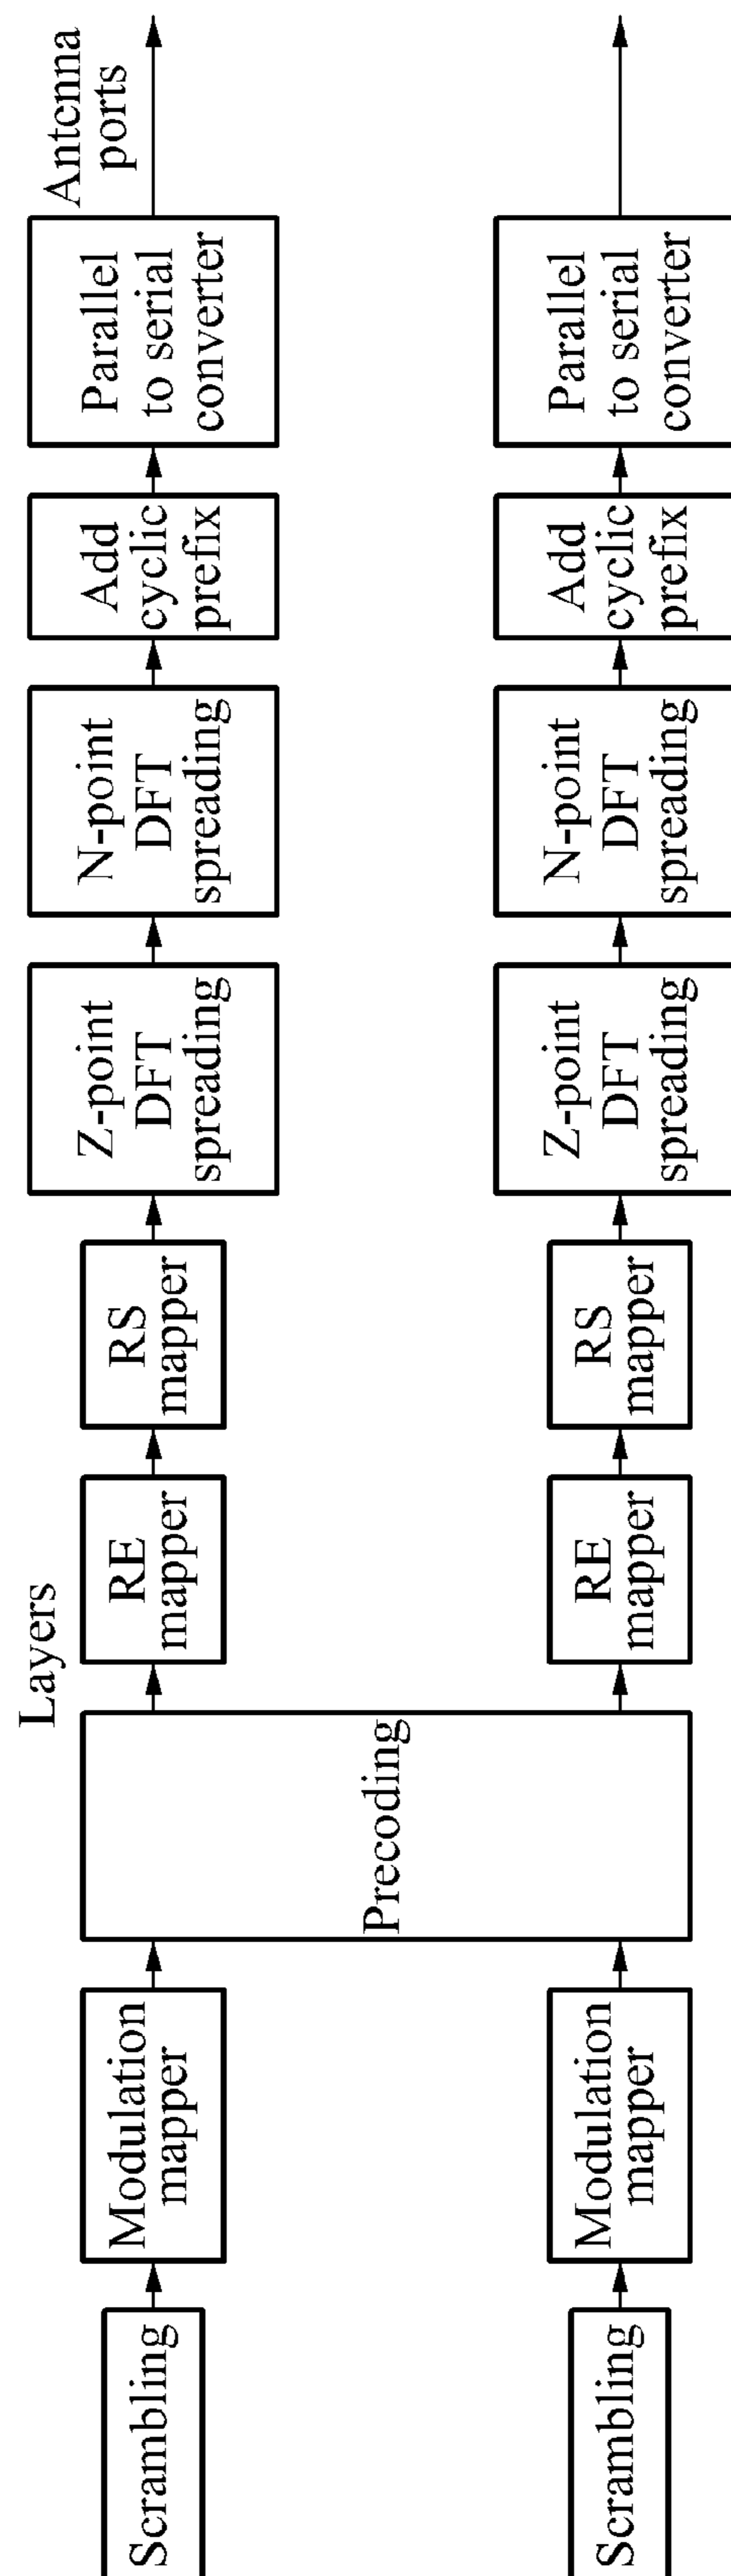 Scrambling
Modulation
mapper
Precoding
Layers
RE
mapper
RS
mapper
Z-point
DFT
spreading
N-point
DFT
spreading
Add
cyclic
prefix
Parallel
to serial
converter
Antenna
ports
Scrambling
Modulation
mapper
RE
mapper
RS
mapper
Z-point
DFT
spreading
N-point
DFT
spreading
Add
cyclic
prefix
Parallel
to serial
converter